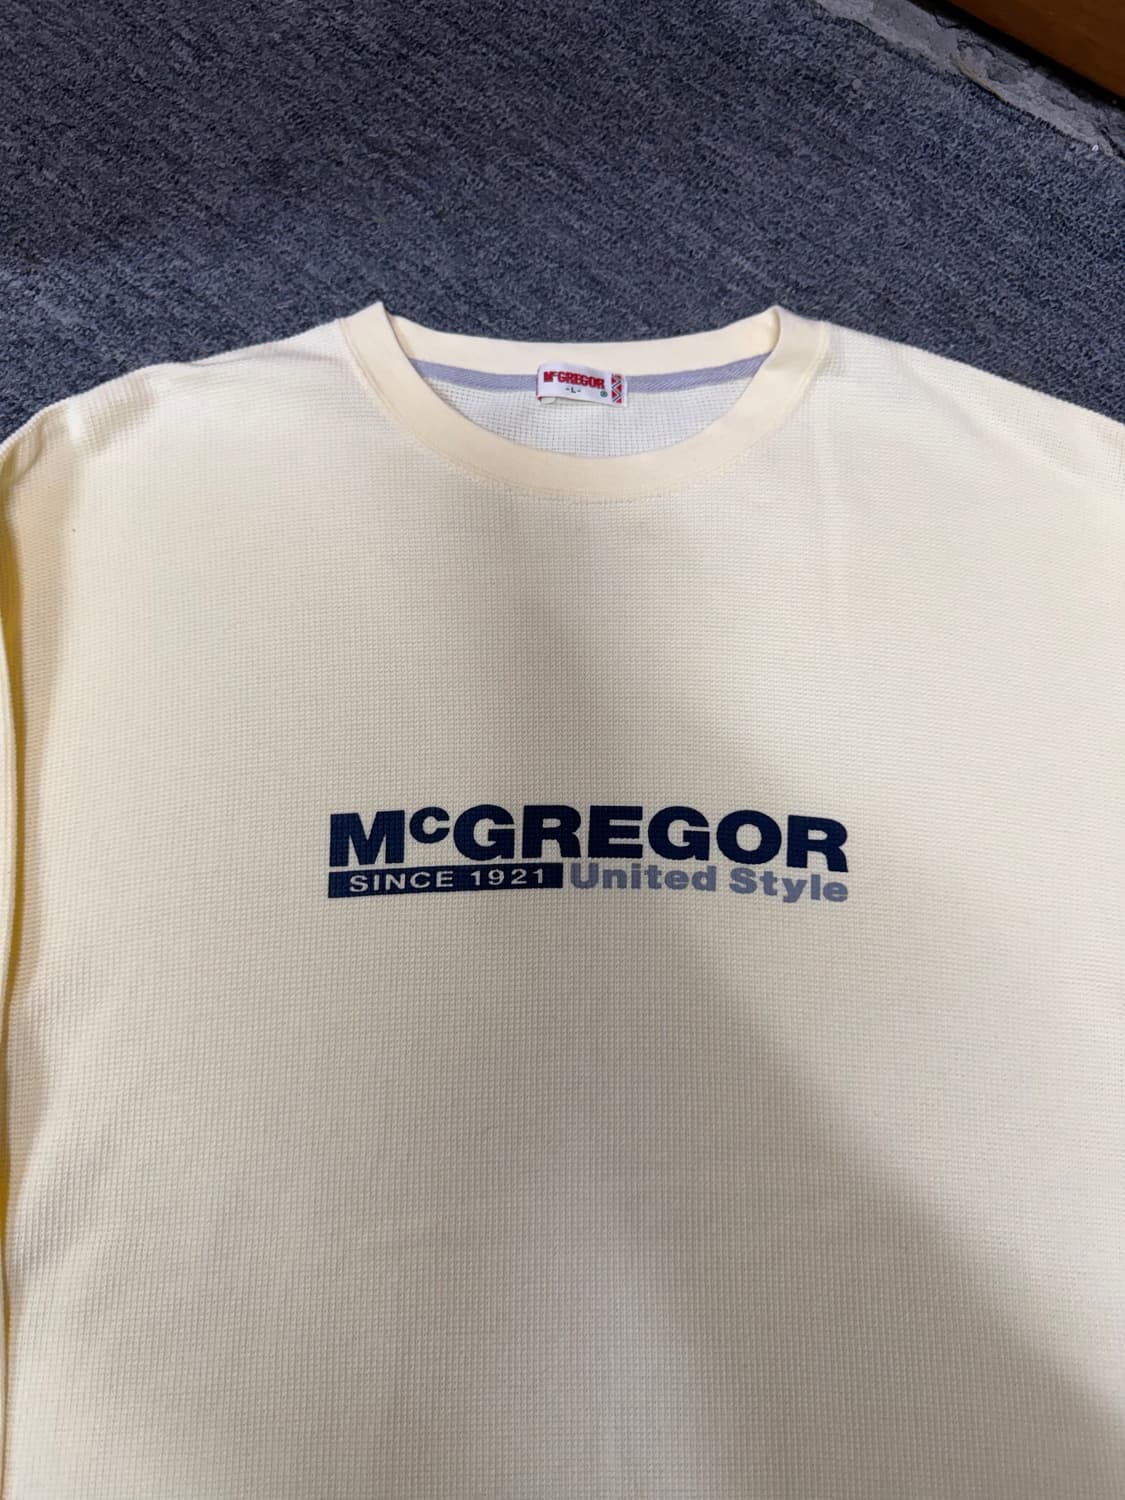 McGREGOR
-L- ®
McGREGOR
SINCE 1921 United Style